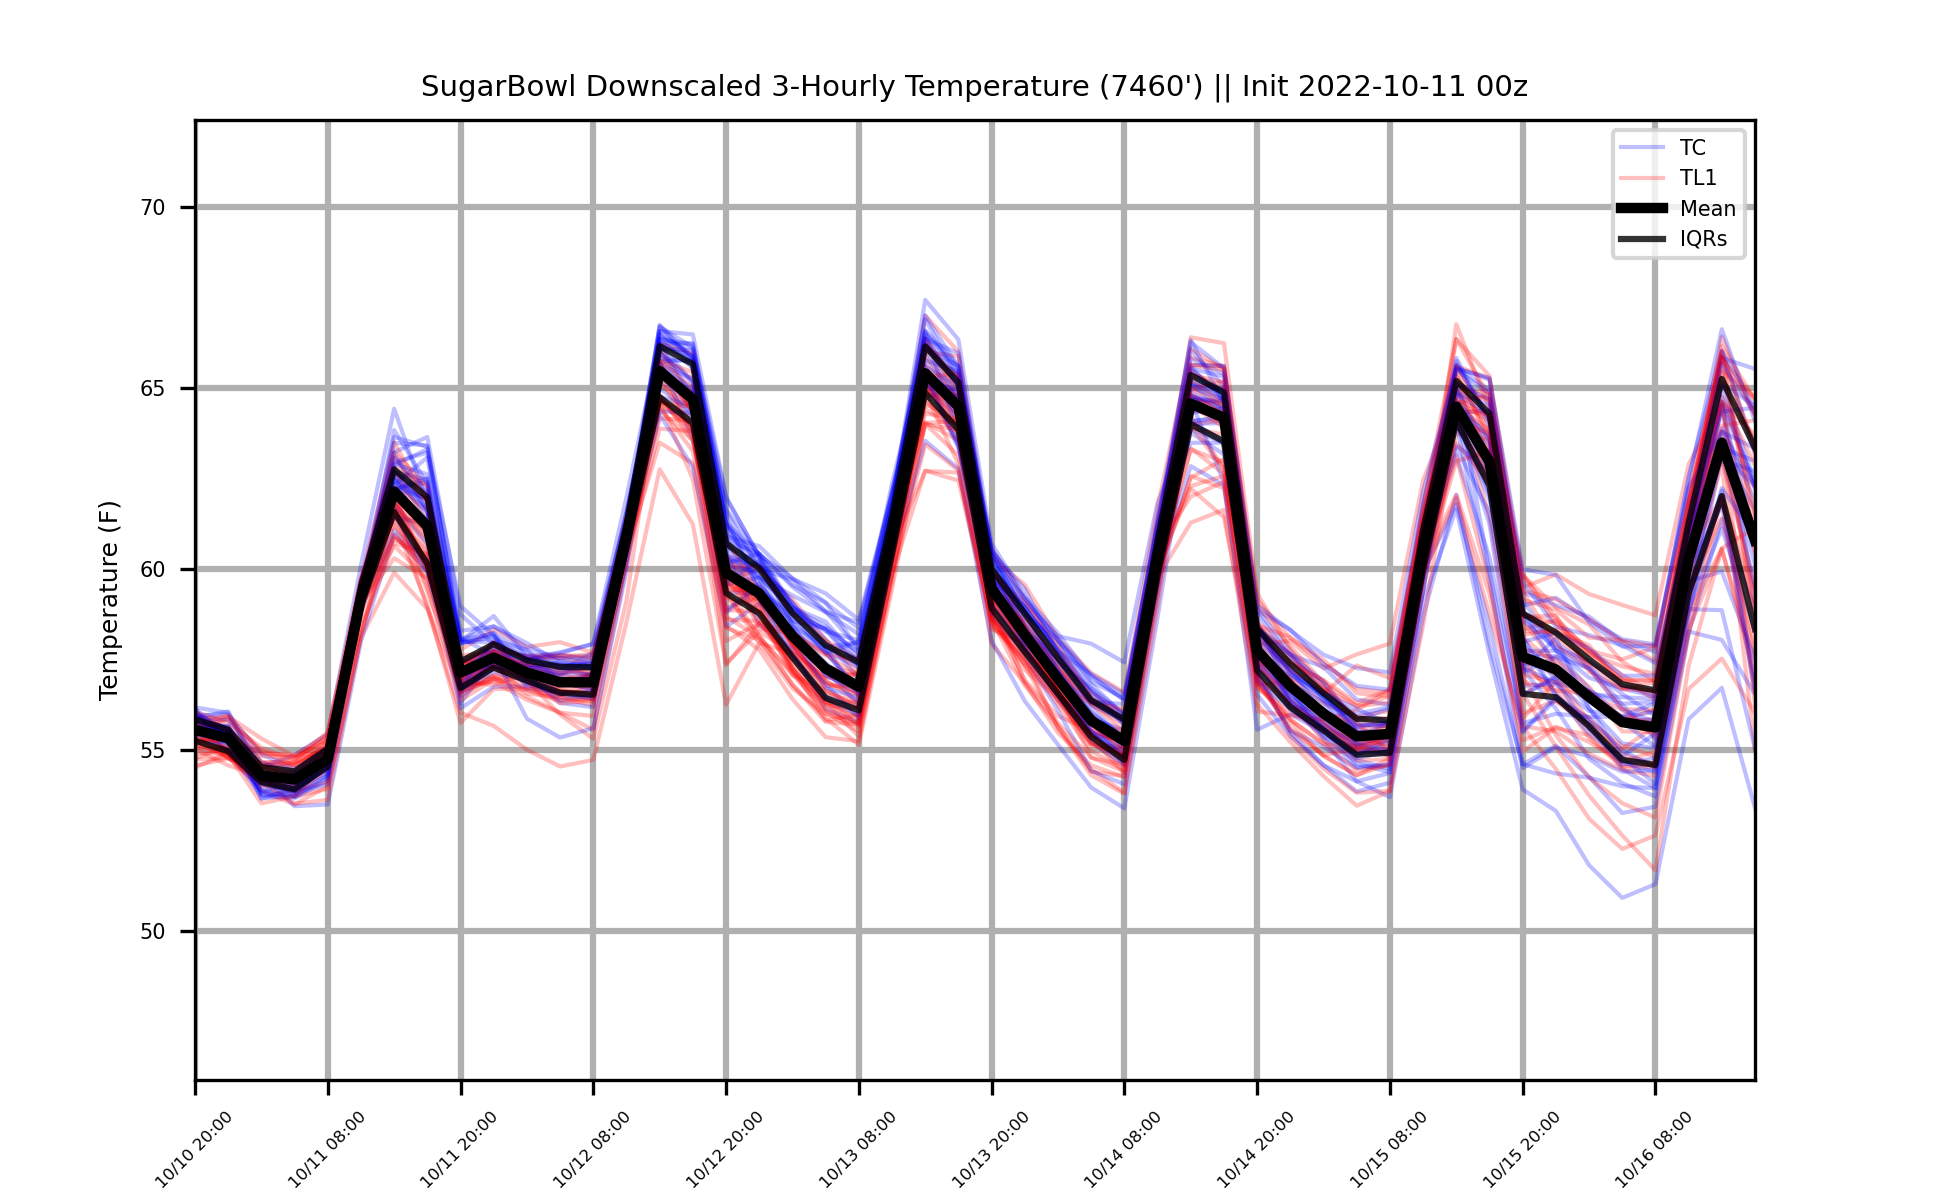 SugarBowl Downscaled 3-Hourly Temperature (7460') || Init 2022-10-11 00z
TC
TL1
Mean
IQRs
Temperature (F)
70
65
60
55
50
10/10 20:00
10/11 08:00
10/11 20:00
10/12 08:00
10/12 20:00
10/13 08:00
10/13 20:00
10/14 08:00
10/14 20:00
10/15 08:00
10/15 20:00
10/16 08:00